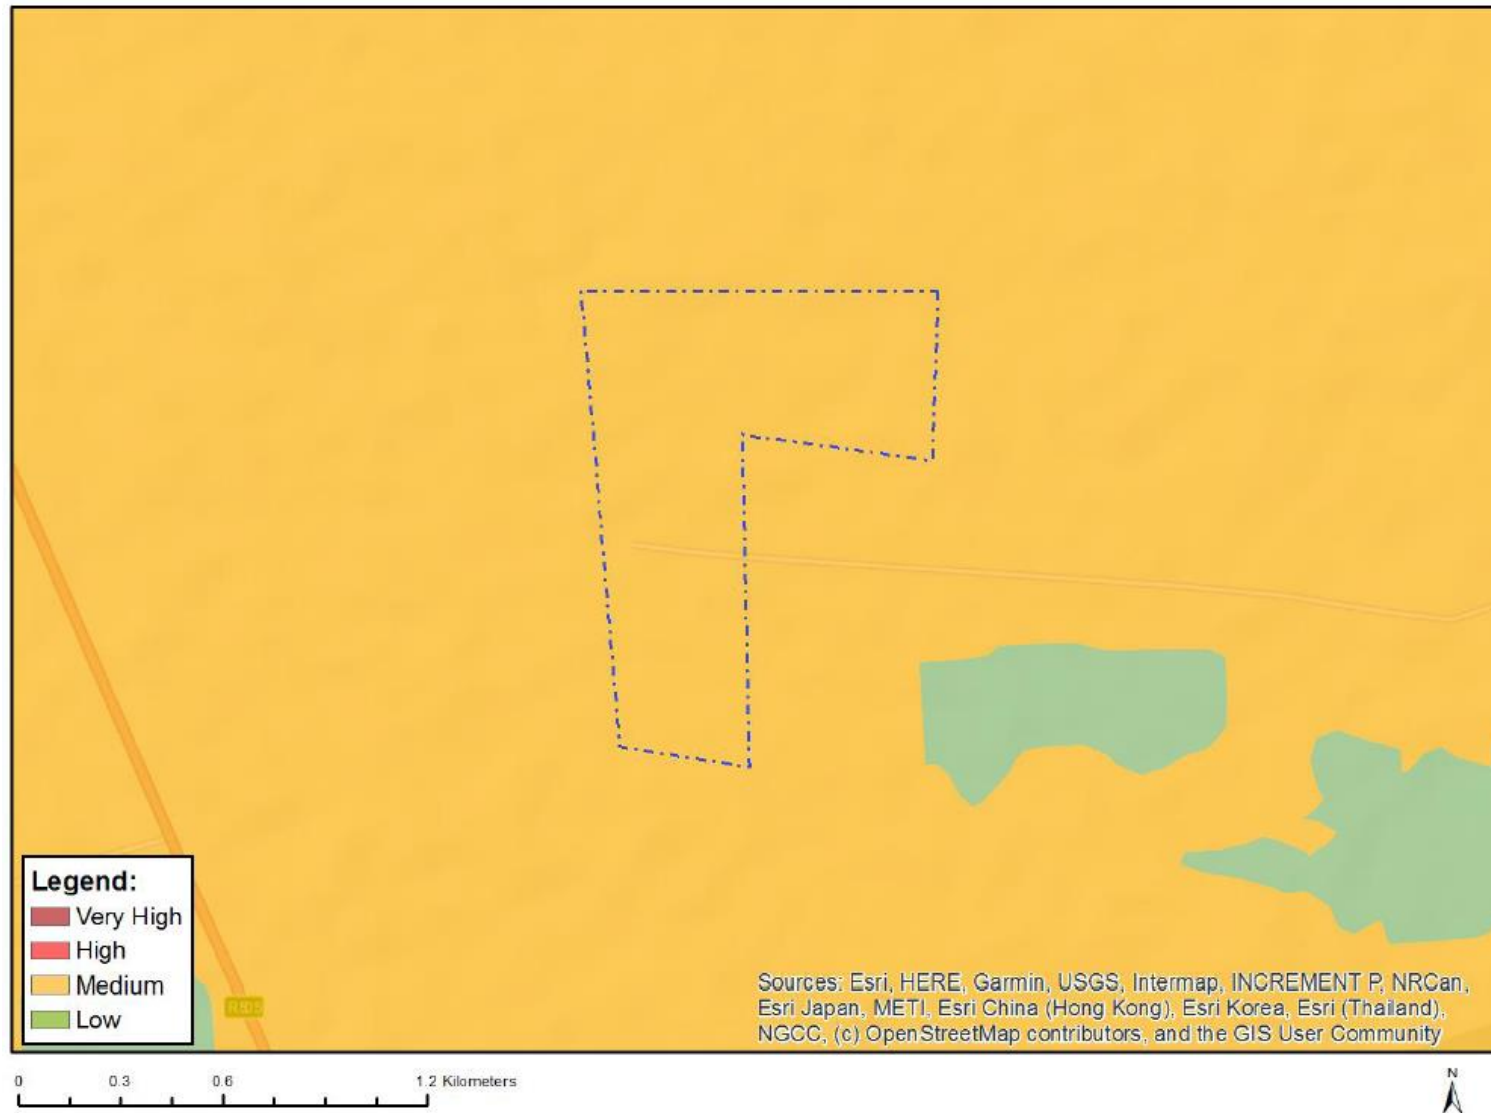 Legend:
Very High
High
Medium
Low
Sources: Esri, HERE, Garmin, USGS, Intermap, INCREMENT P, NRCan,
Esri Japan, METI, Esri China (Hong Kong), Esri Korea, Esri (Thailand),
NGCC, (c) OpenStreetMap contributors, and the GIS User Community
0 0.3 0.6 1.2 Kilometers
N